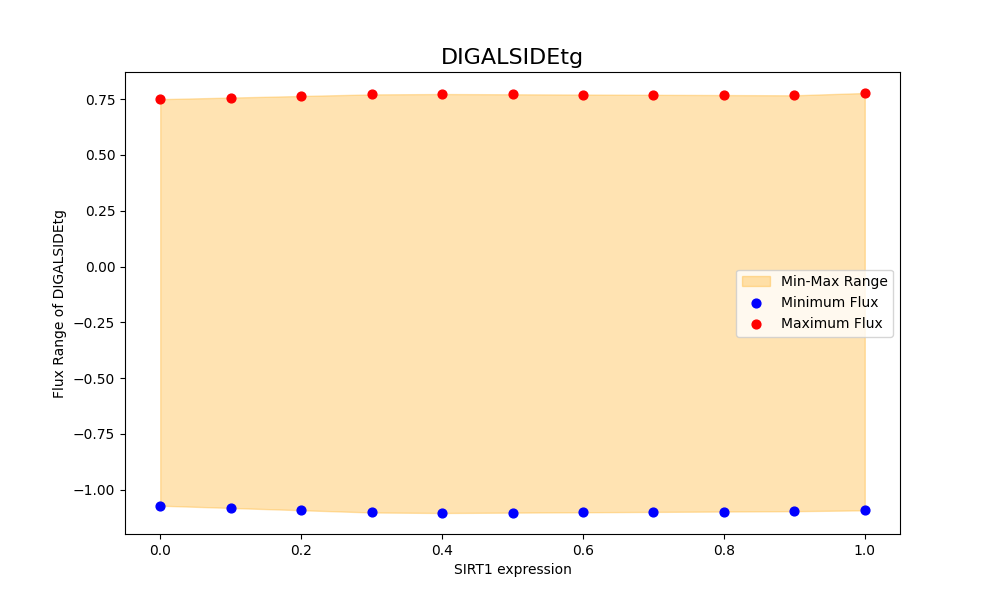 DIGALSIDEtg
Flux Range of DIGALSIDEtg
0.75
0.50
0.25
0.00
−0.25
−0.50
−0.75
−1.00
Min-Max Range
Minimum Flux
Maximum Flux
0.0 0.2 0.4 0.6 0.8 1.0
SIRT1 expression